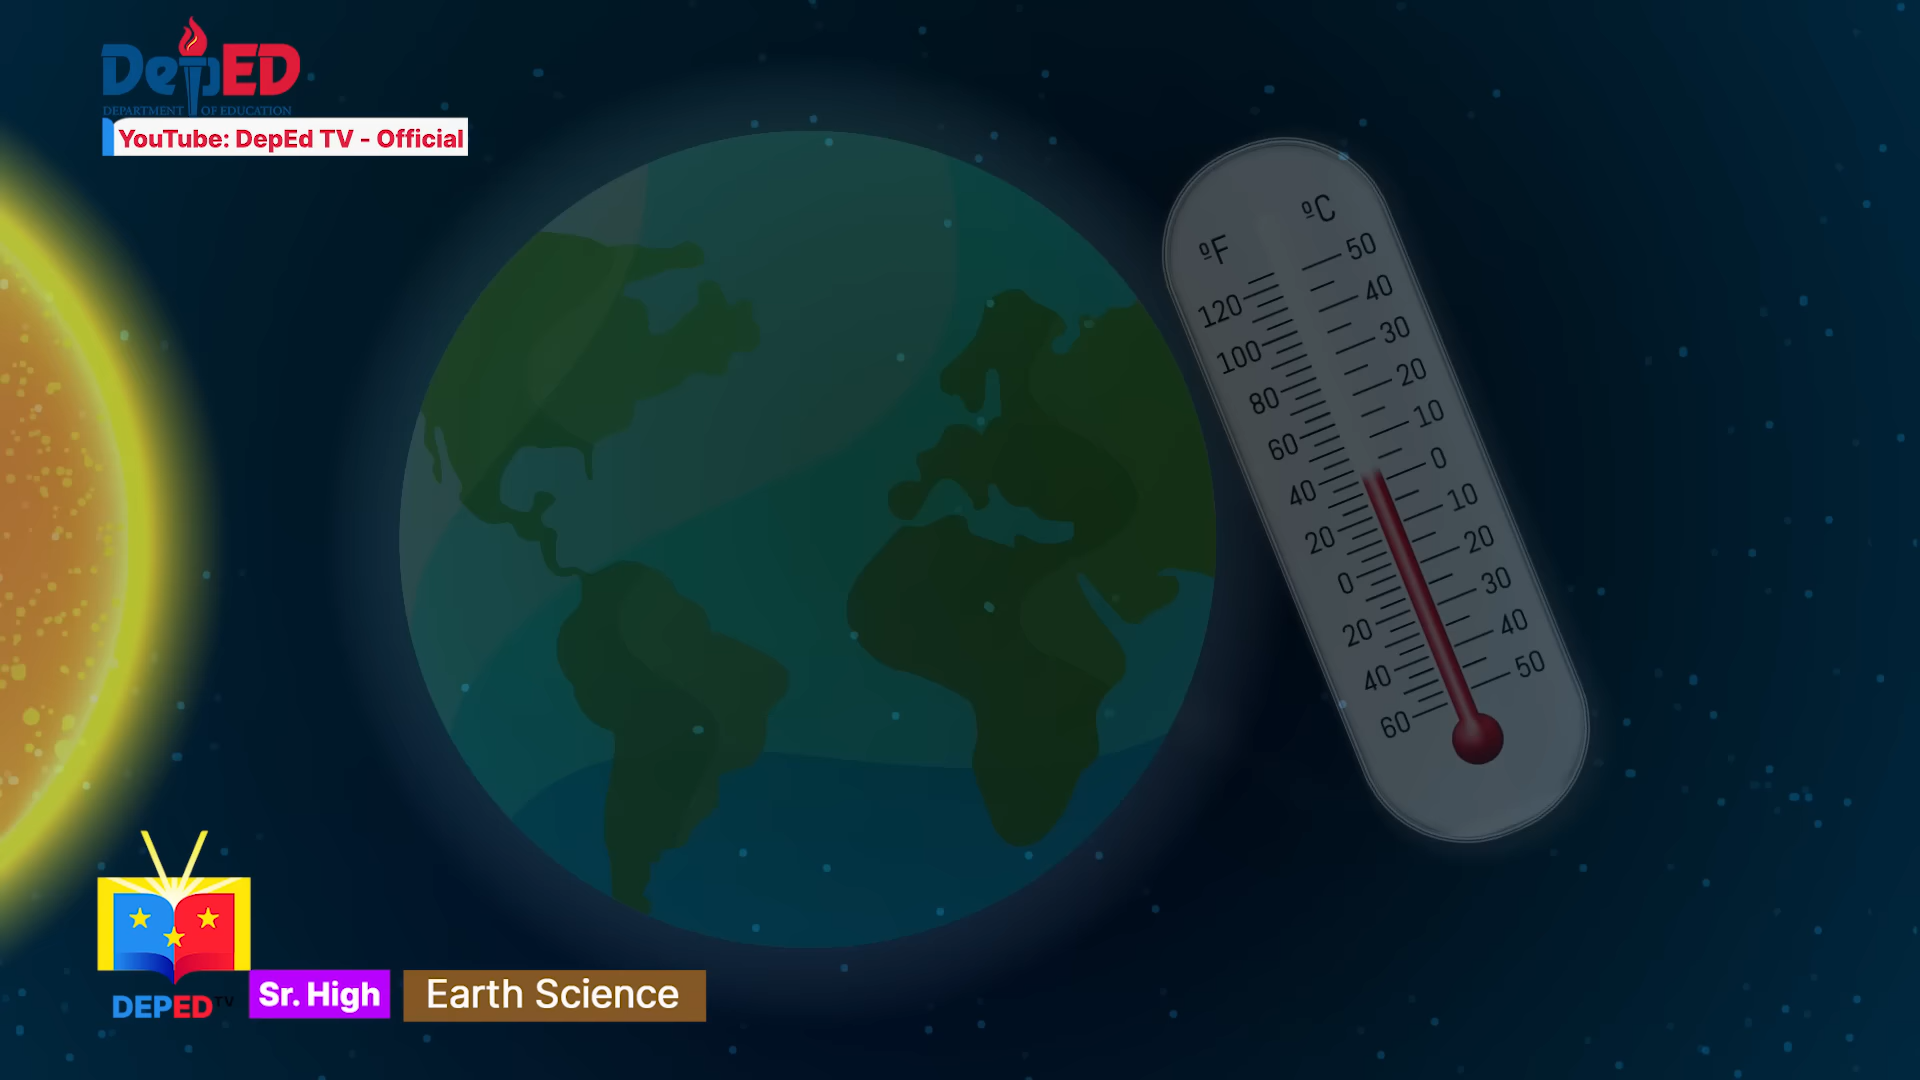 DepED
DEPARTMENT OF EDUCATION
YouTube: DepEd TV - Official
ºF
ºC
120
100
80
60
40
20
0
20
40
60
50
40
30
20
10
0
10
20
30
40
50
DEPED TV
Sr. High
Earth Science